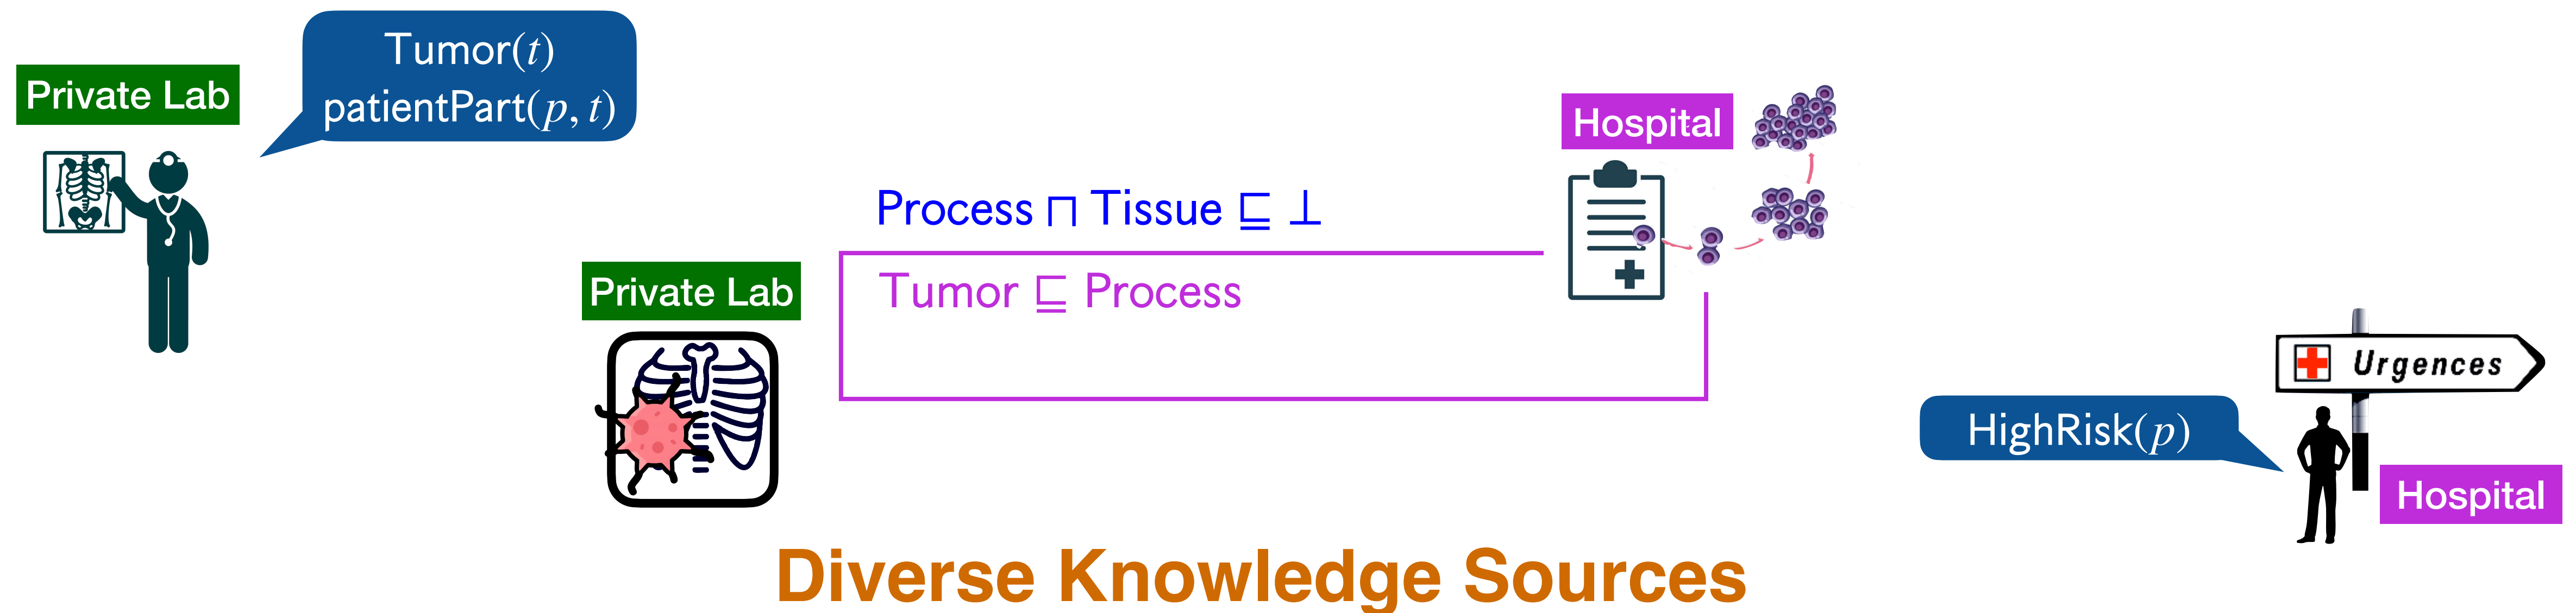 Private Lab
Tumor(t)
patientPart(p, t)
Process ⊓ Tissue ⊑ ⊥
Private Lab
Tumor ⊑ Process
Hospital
HighRisk(p)
Urgences
Hospital
Diverse Knowledge Sources